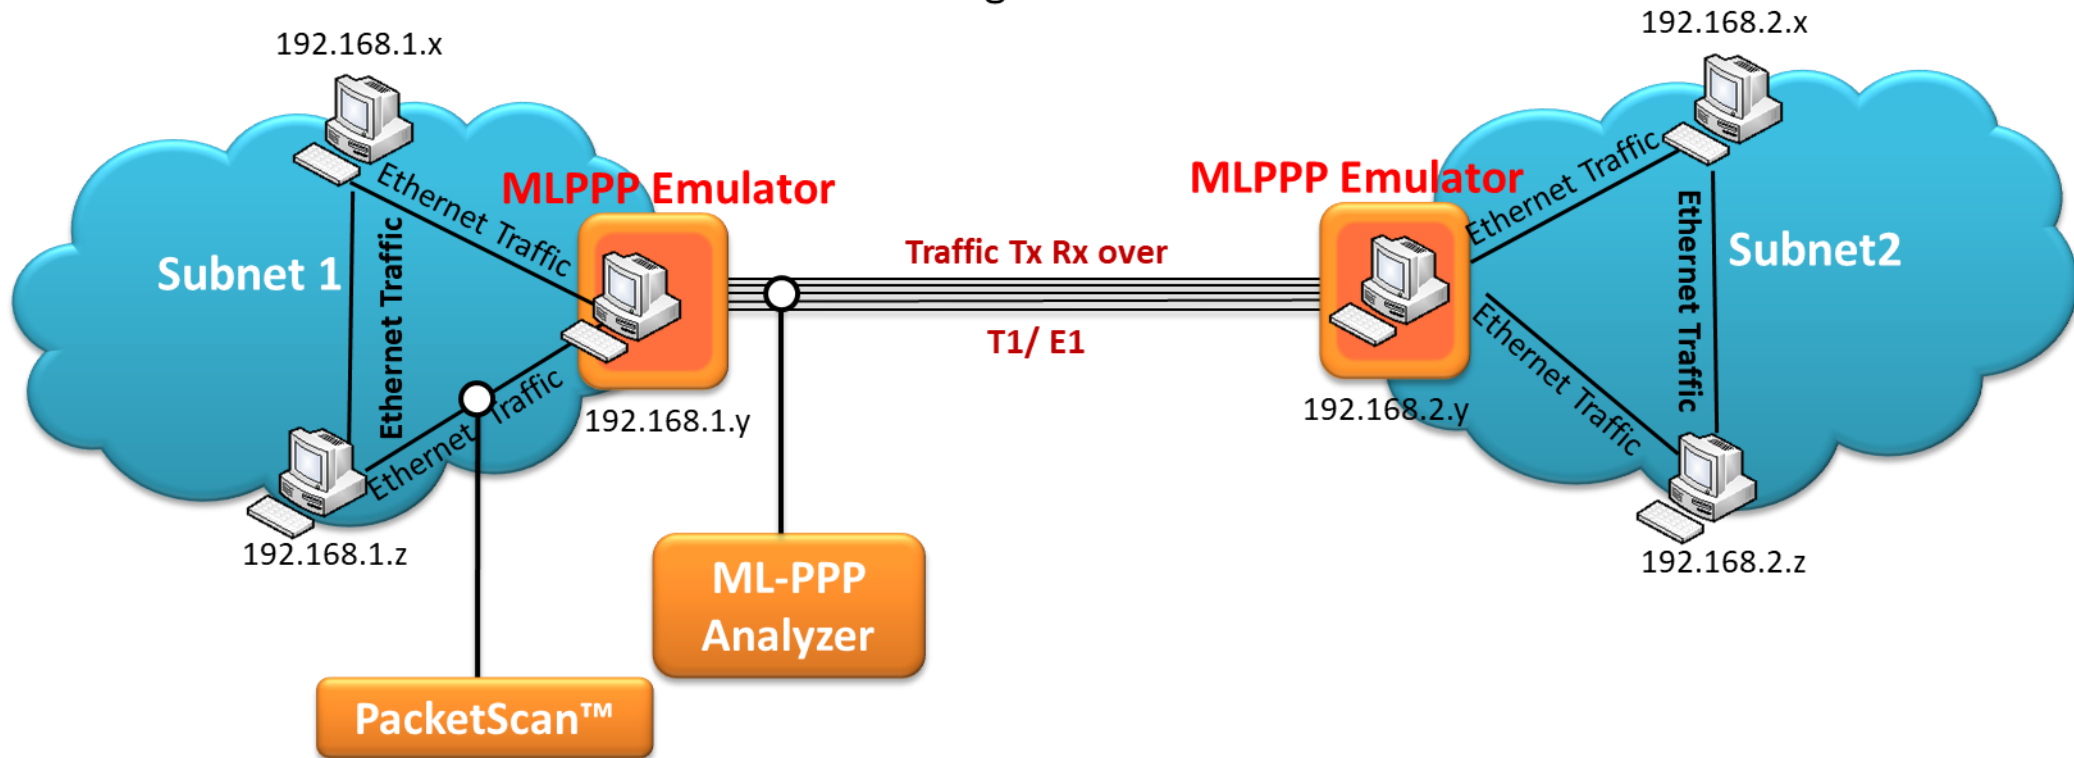 192.168.1.x
192.168.2.x
MLPPP Emulator
MLPPP Emulator
Ethernet Traffic
Ethernet Traffic
Ethernet Traffic
Ethernet Traffic
Subnet 1
Subnet2
Traffic Tx Rx over
T1/ E1
Ethernet Traffic
Ethernet Traffic
192.168.1.y
192.168.2.y
192.168.1.z
192.168.2.z
ML-PPP
Analyzer
PacketScan™